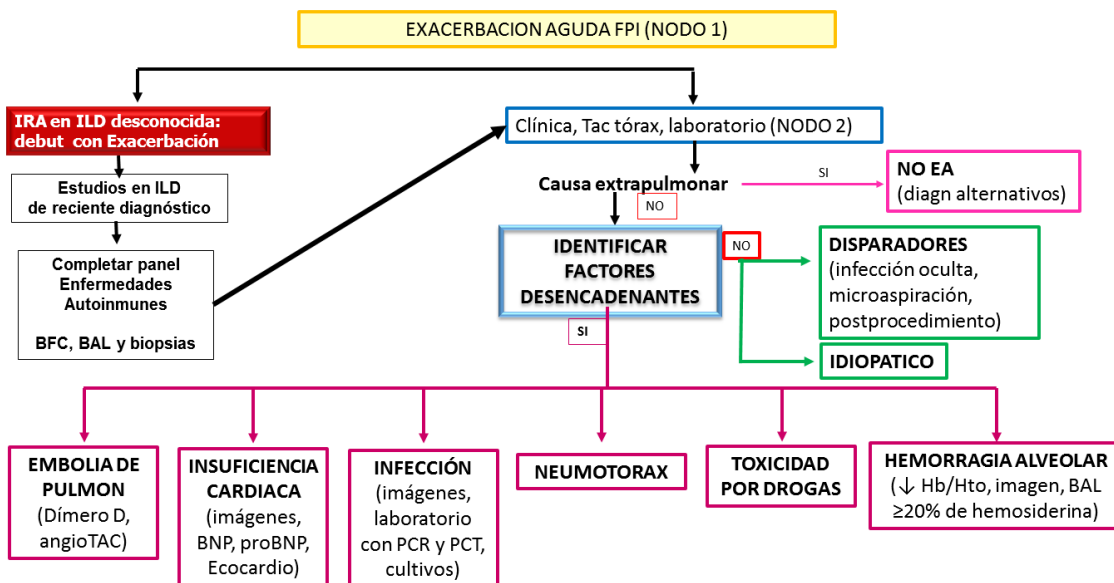 EXACERBACION AGUDA FPI (NODO 1)
IRA en ILD desconocida:
debut con Exacerbación
Estudios en ILD
de reciente diagnóstico
Completar panel
Enfermedades
Autoinmunes
BFC, BAL y biopsias
Clínica, Tac tórax, laboratorio (NODO 2)
Causa extrapulmonar
SI
NO EA
(diagn alternativos)
NO
IDENTIFICAR
FACTORES
DESENCADENANTES
NO
DISPARADORES
(infección oculta,
microaspiración,
postprocedimiento)
IDIOPATICO
SI
EMBOLIA DE
PULMON
(Dímero D,
angioTAC)
INSUFICIENCIA
CARDIACA
(imágenes,
BNP, proBNP,
Ecocardio)
INFECCIÓN
(imágenes,
laboratorio
con PCR y PCT,
cultivos)
NEUMOTORAX
TOXICIDAD
POR DROGAS
HEMORRAGIA ALVEOLAR
(↓ Hb/Hto, imagen, BAL
≥20% de hemosiderina)